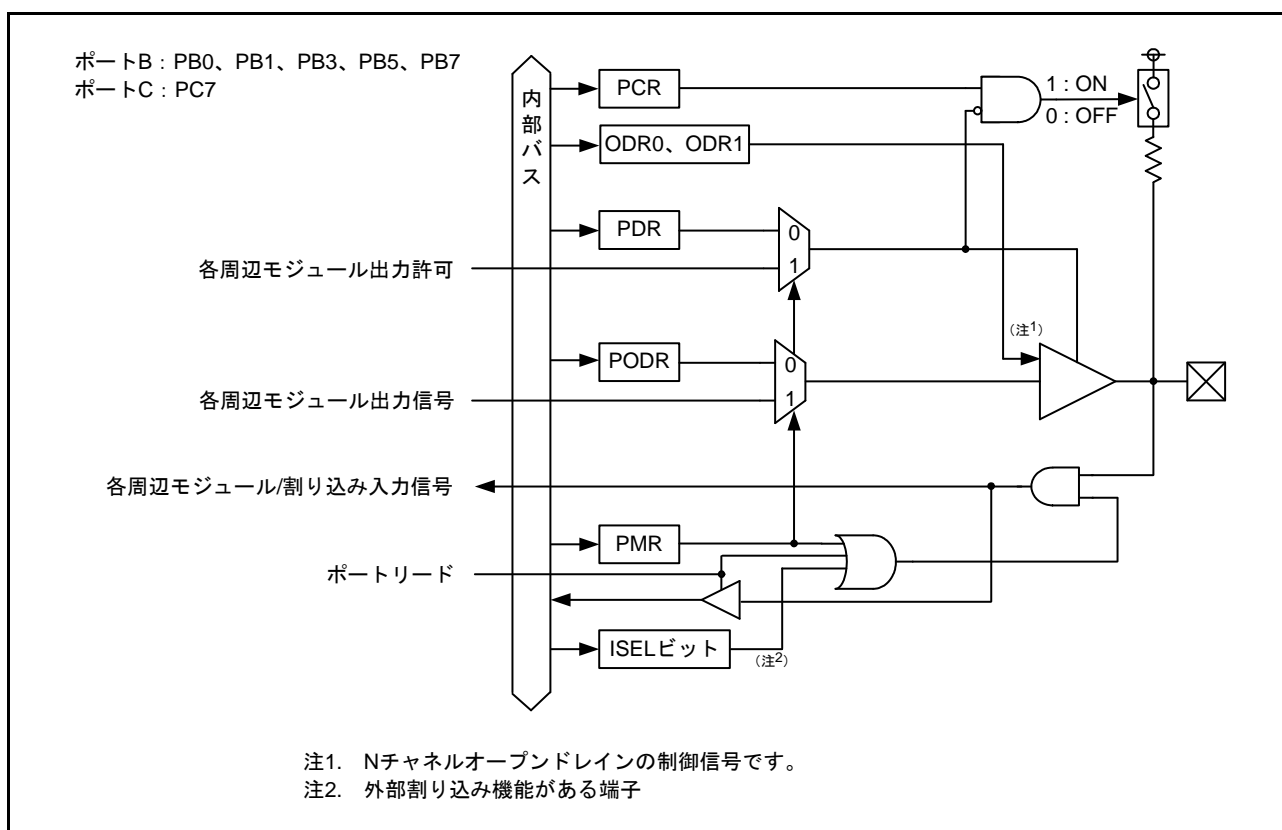 ポートB：PB0、PB1、PB3、PB5、PB7
ポートC：PC7
内部バス
PCR
1：ON
0：OFF
ODR0、ODR1
PDR
0
1
各周辺モジュール出力許可
（注1）
PODR
0
1
各周辺モジュール出力信号
各周辺モジュール/割り込み入力信号
PMR
ポートリード
ISELビット
（注2）
注1. Nチャネルオープンドレインの制御信号です。
注2. 外部割り込み機能がある端子